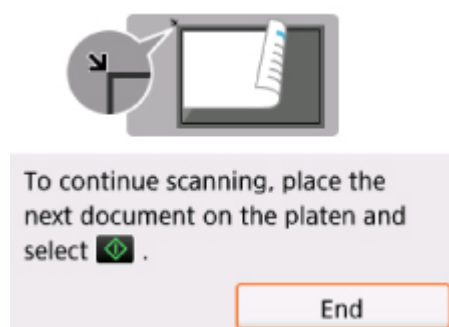 To continue scanning, place the
next document on the platen and
select .
End